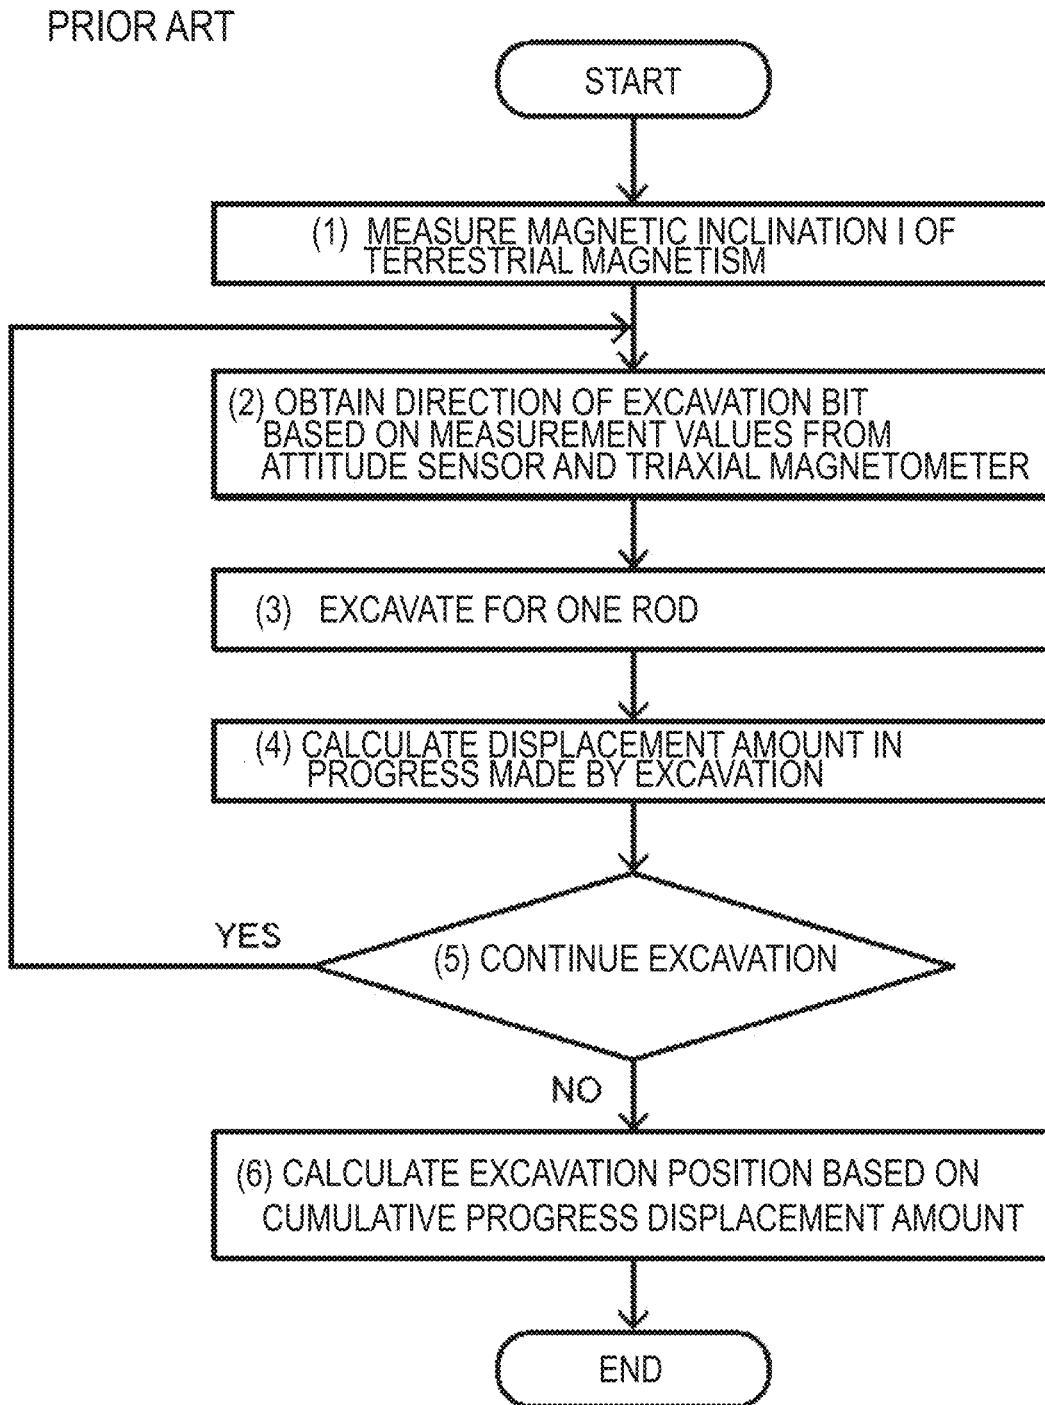 PRIOR ART
START
(1) MEASURE MAGNETIC INCLINATION I OF
TERRESTRIAL MAGNETISM
(2) OBTAIN DIRECTION OF EXCAVATION BIT
BASED ON MEASUREMENT VALUES FROM
ATTITUDE SENSOR AND TRIAXIAL MAGNETOMETER
(3) EXCAVATE FOR ONE ROD
(4) CALCULATE DISPLACEMENT AMOUNT IN
PROGRESS MADE BY EXCAVATION
YES
(5) CONTINUE EXCAVATION
NO
(6) CALCULATE EXCAVATION POSITION BASED ON
CUMULATIVE PROGRESS DISPLACEMENT AMOUNT
END